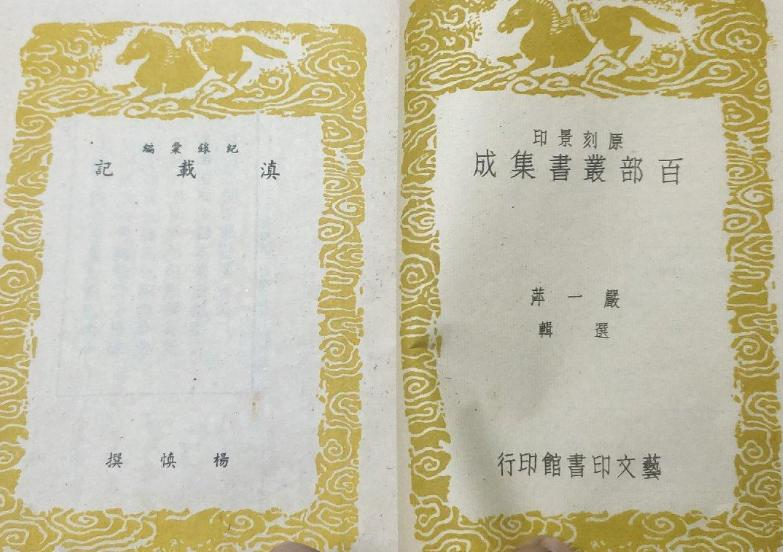 原刻景印
百部叢書集成
嚴一萍
選輯
藝文印書館印行
紀錄彙編
滇載記
楊慎撰